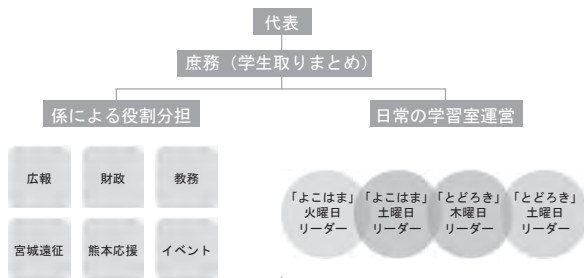 代表
庶務（学生取りまとめ）
係による役割分担
日常の学習室運営
広報
財政
教務
宮城遠征
熊本応援
イベント
「よこはま」
火曜日
リーダー
「よこはま」
土曜日
リーダー
「とどろき」
木曜日
リーダー
「とどろき」
土曜日
リーダー